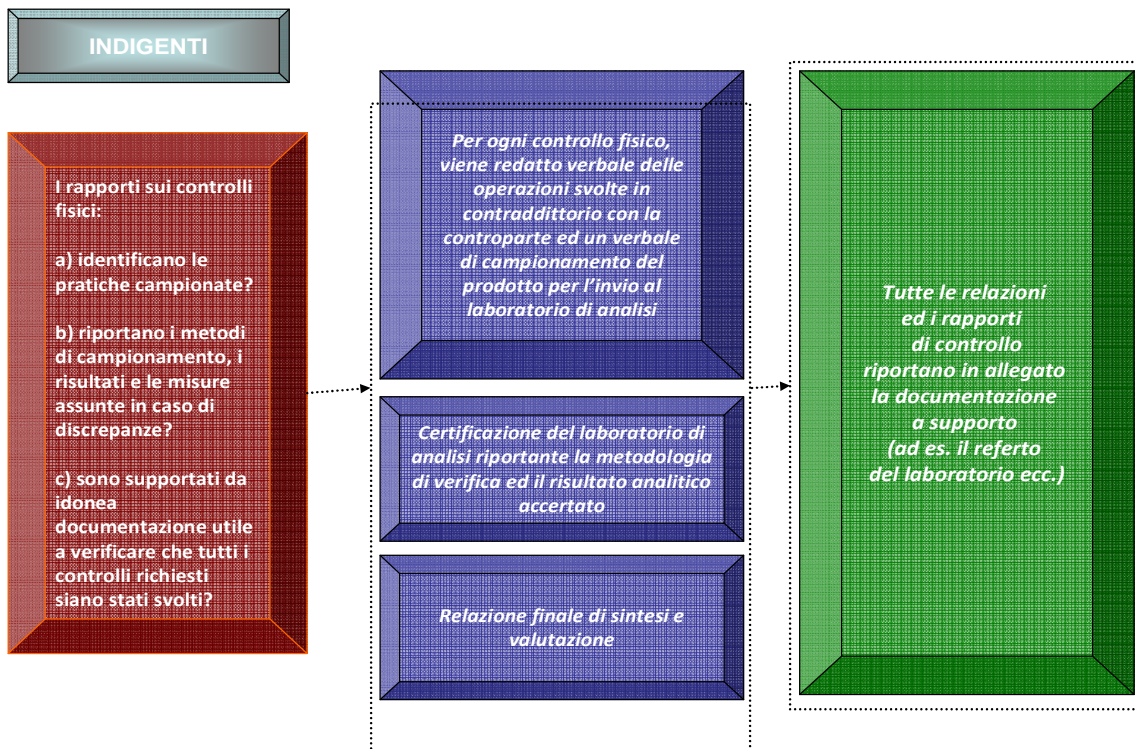 INDIGENTI
I rapporti sui controlli
fisici:
a) identificano le
pratiche campionate?
b) riportano i metodi
di campionamento, i
risultati e le misure
assunte in caso di
discrepanze?
c) sono supportati da
idonea
documentazione utile
a verificare che tutti i
controlli richiesti
siano stati svolti?
Per ogni controllo fisico,
viene redatto verbale delle
operazioni svolte in
contraddittorio con la
controparte ed un verbale
di campionamento del
prodotto per l’invio al
laboratorio di analisi
Certificazione del laboratorio di
analisi riportante la metodologia
di verifica ed il risultato analitico
accertato
Relazione finale di sintesi e
valutazione
Tutte le relazioni
ed i rapporti
di controllo
riportano in allegato
la documentazione
a supporto
(ad es. il referto
del laboratorio ecc.)